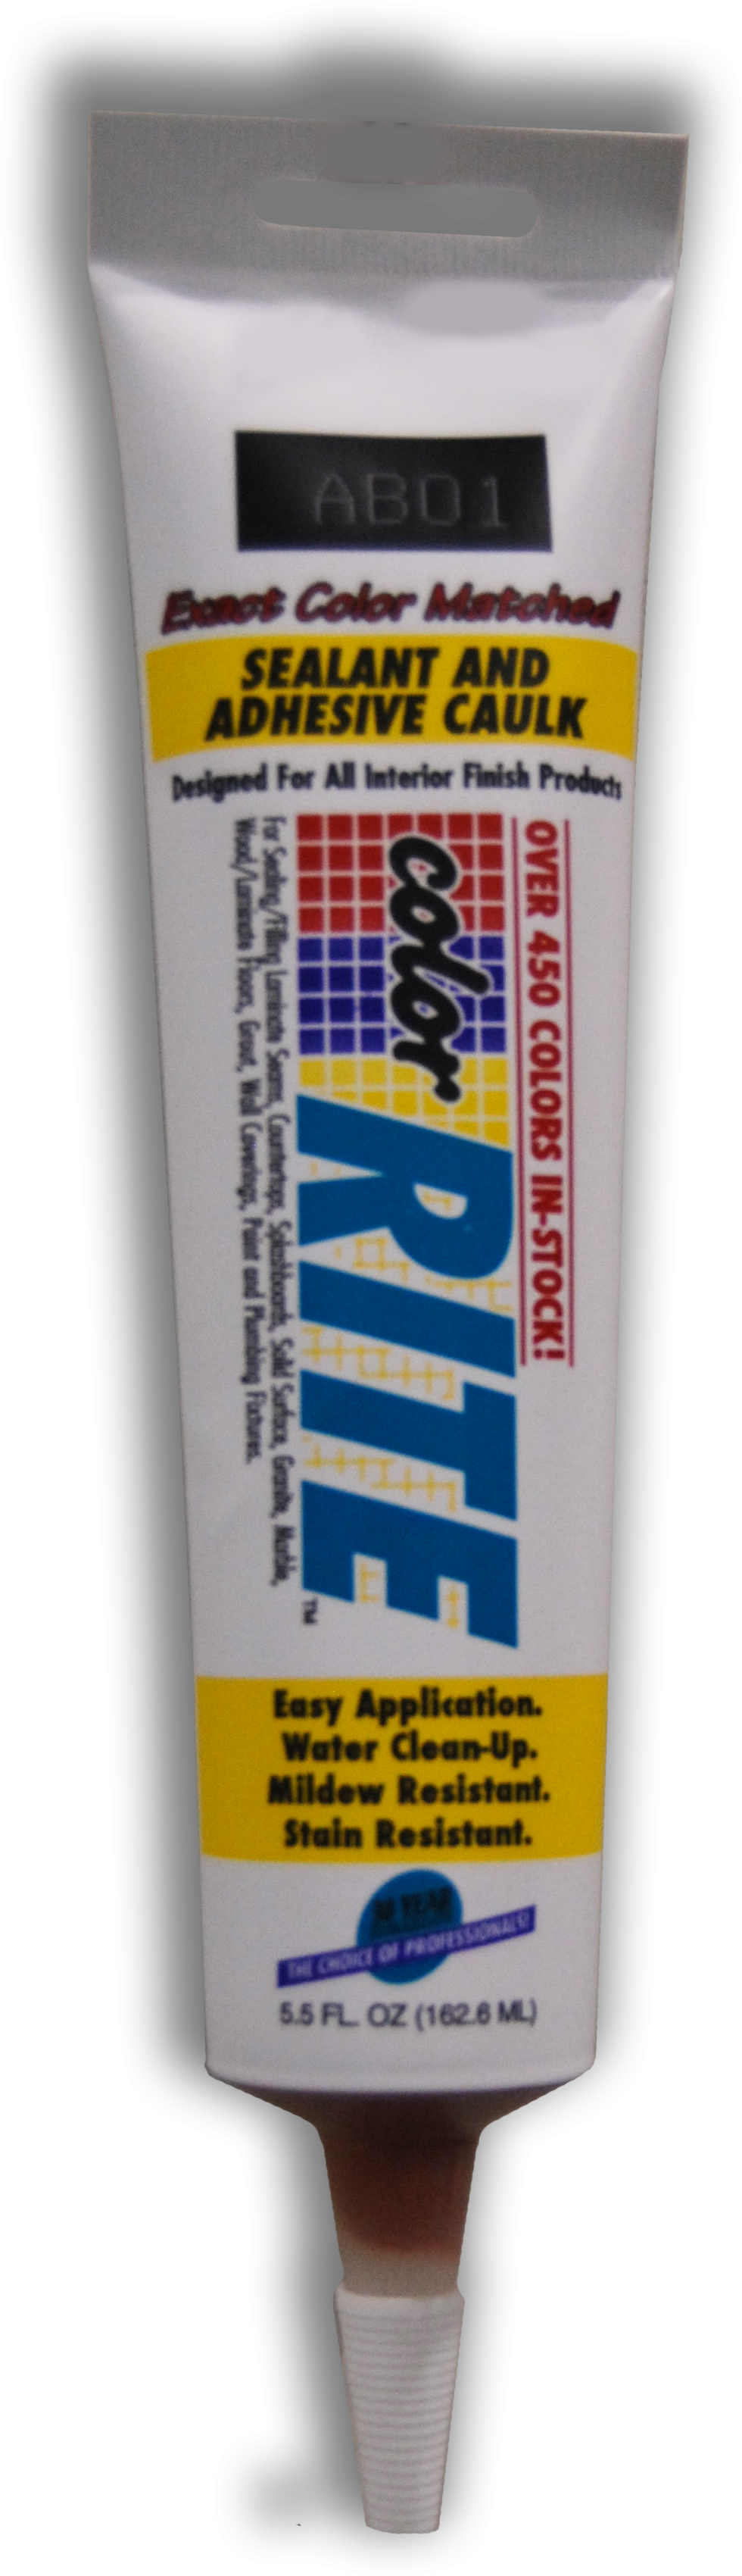 AB01
Exact Color Matched
SEALANT AND
ADHESIVE CAULK
Designed For All Interior Finish Products
OVER 450 COLORS IN-STOCK!
color
RITE™
For Sealing/Filling Laminate Seams, Countertops, Splashboards, Solid Surface, Granite, Marble,
Wood/Laminate Floors, Grout, Wall Coverings, Paint and Plumbing Fixtures.
Easy Application.
Water Clean-Up.
Mildew Resistant.
Stain Resistant.
YEAR
THE CHOICE OF PROFESSIONALS!
5.5 FL. OZ (162.6 ML)